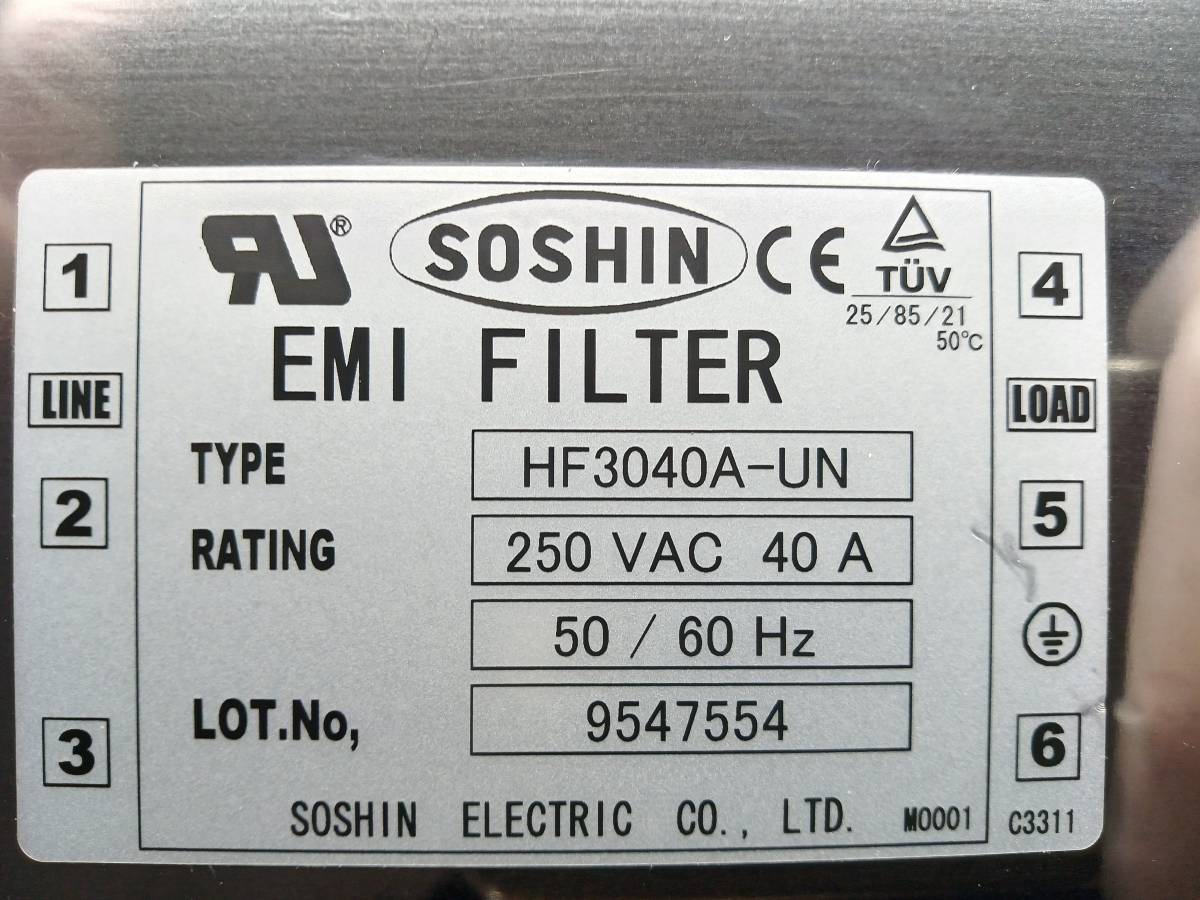 1
LINE
2
3
RU®
SOSHIN
CE
TÜV
25/85/21
50℃
EMI FILTER
TYPE HF3040A-UN
RATING 250 VAC 40 A
50 / 60 Hz
LOT.No, 9547554
SOSHIN ELECTRIC CO., LTD. M0001
4
LOAD
5
6
C3311